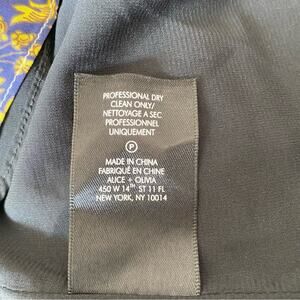 PROFESSIONAL DRY
CLEAN ONLY/
NETTOYAGE A SEC
PROFESSIONNEL
UNIQUEMENT
P
MADE IN CHINA
FABRIQUÉ EN CHINE
ALICE + OLIVIA
450 W 14TH ST 11 FL
NEW YORK, NY 10014